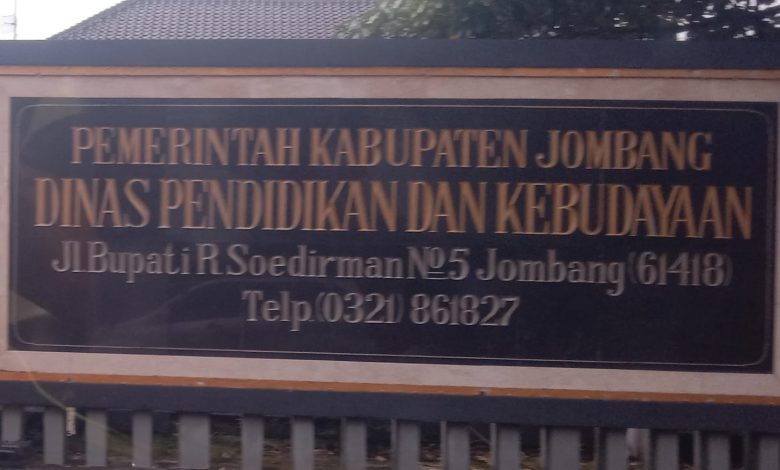 PEMERINTAH KABUPATEN JOMBANG
DINAS PENDIDIKAN DAN KEBUDAYAAN
Jl.Bupati R.Soedirman №5 Jombang (61418)
Telp.(0321) 861827